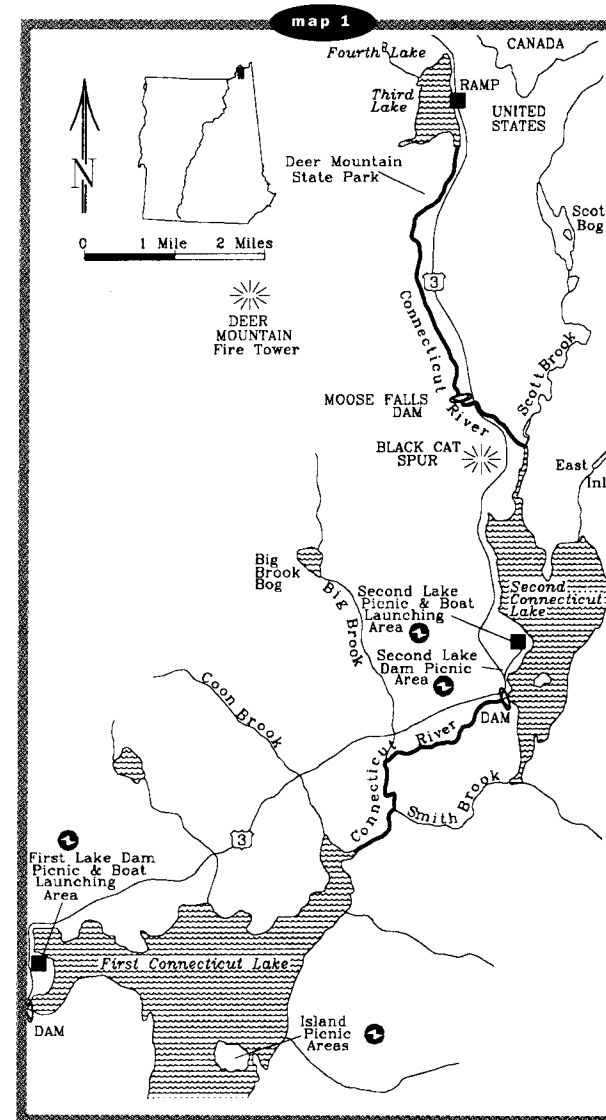 map 1
Fourth Lake
CANADA
Third
Lake
RAMP
UNITED
STATES
Deer Mountain
State Park
N
0 1 Mile 2 Miles
Scott
Bog
3
DEER
MOUNTAIN
Fire Tower
Connecticut
River
Scott Brook
MOOSE FALLS
DAM
BLACK CAT
SPUR
East
Inl
Big
Brook
Bog
Big Brook
Second Lake
Picnic & Boat
Launching
Area
Second
Connecticut
Lake
Second Lake
Dam Picnic
Area
Coon Brook
DAM
Connecticut River
Smith Brook
3
First Lake Dam
Picnic & Boat
Launching
Area
First Connecticut Lake
DAM
Island
Picnic
Areas